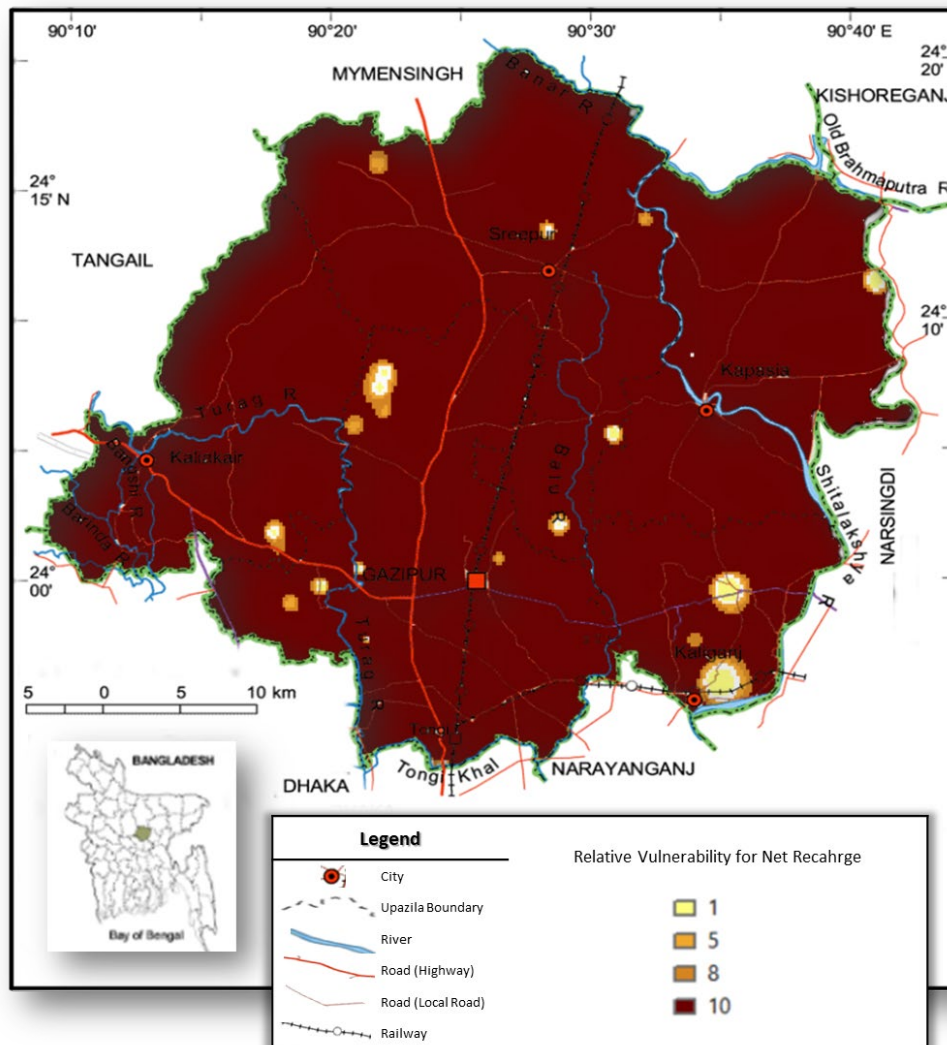 90°10'
90°20'
90°30'
90°40' E
24°
20'
MYMENSINGH
Banar R
KISHOREGANJ
Old Brahmaputra R
24°
15' N
Sreepur
TANGAIL
24°
10'
Kapasia
Turag R
Kaliakair
Bangshi R
Balu R
Barinda R
Shitalakshya R
NARSINGDI
24°
00'
GAZIPUR
Turag R
Kaliganj
5 0 5 10 km
Tongi
BANGLADESH
DHAKA
Tongi Khal
NARAYANGANJ
Bay of Bengal
Legend
City
Upazila Boundary
River
Road (Highway)
Road (Local Road)
Railway
Relative Vulnerability for Net Recahrge
1
5
8
10